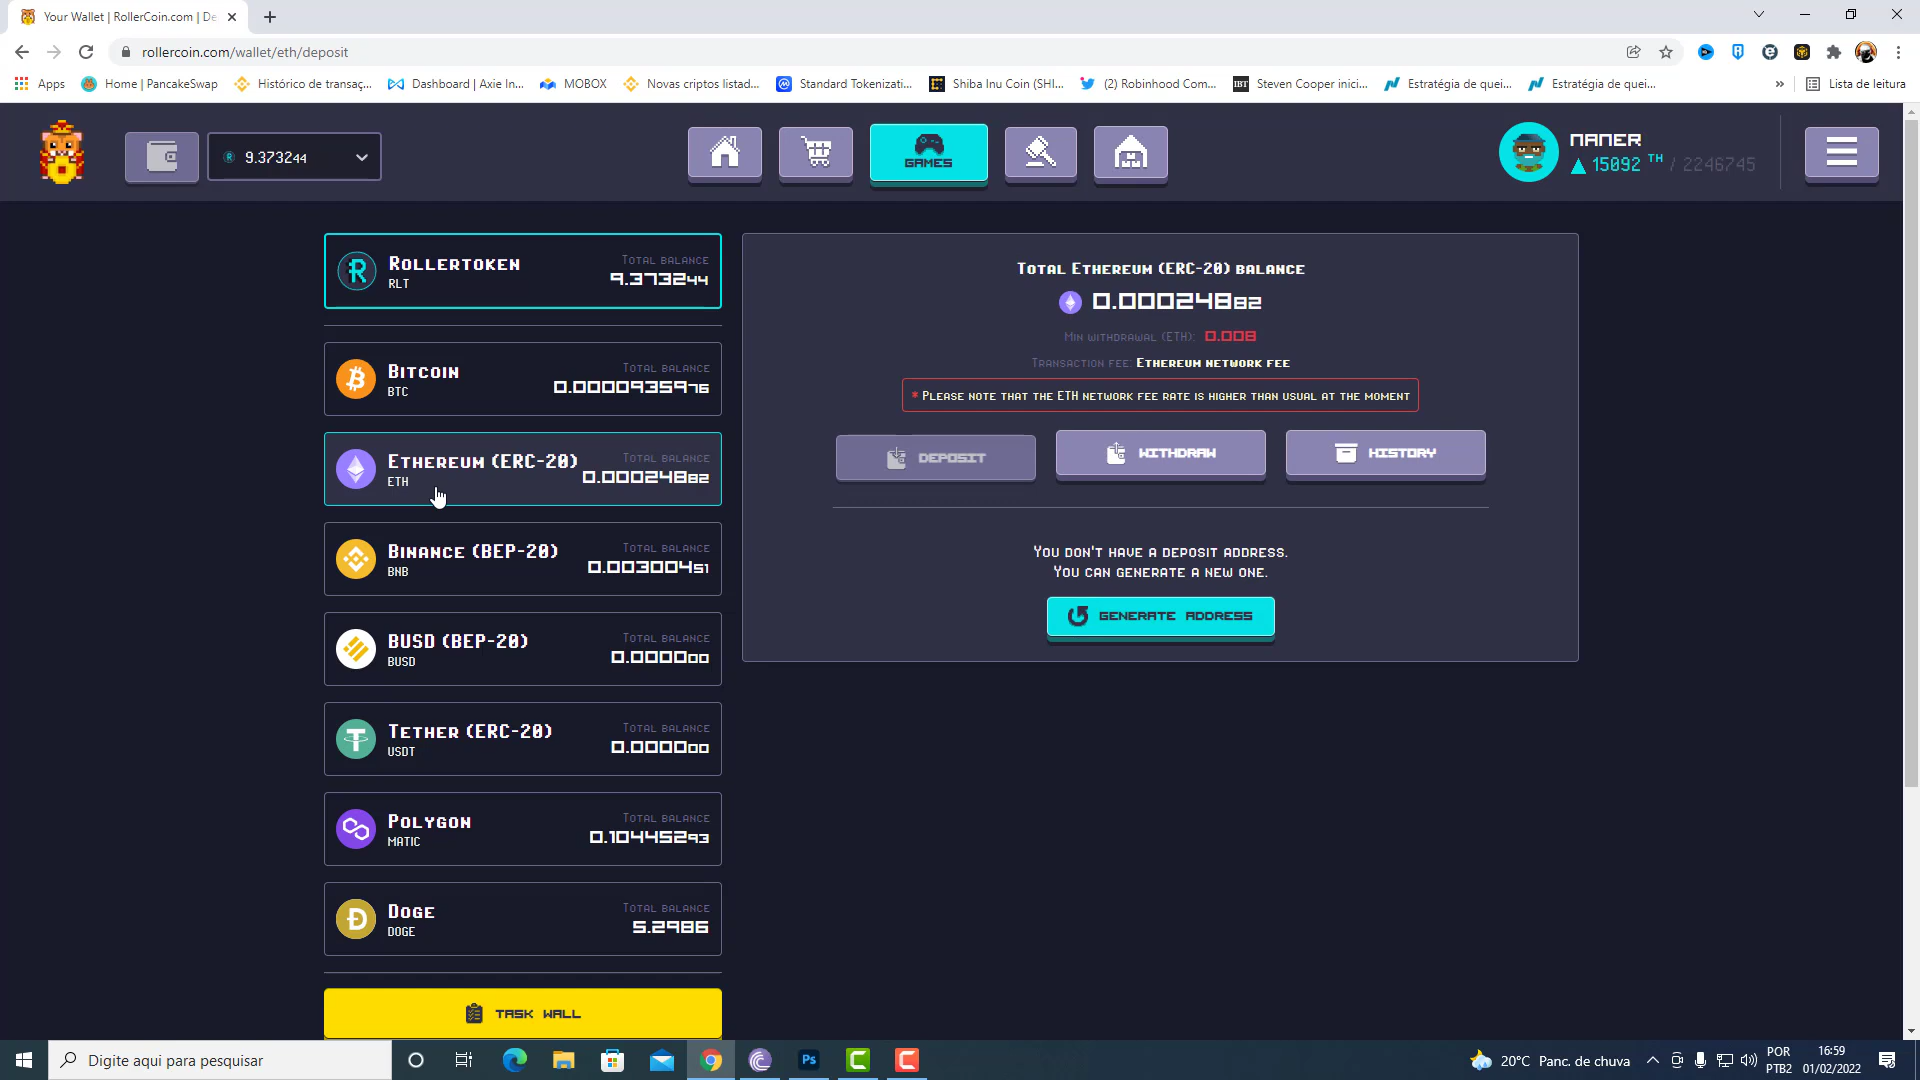 Your Wallet | RollerCoin.com | De
rollercoin.com/wallet/eth/deposit
Apps
Home | PancakeSwap
Histórico de transaç...
Dashboard | Axie In...
MOBOX
Novas criptos listad...
Standard Tokenizati...
Shiba Inu Coin (SHI...
(2) Robinhood Com...
IBT
Steven Cooper inici...
Estratégia de quei...
Estratégia de quei...
»
Lista de leitura
9.373244
GAMES
NANER
15092 TH / 2246745
Rollertoken
RLT
Total balance
9.373244
Bitcoin
BTC
Total balance
0.0000935976
Ethereum (ERC-20)
ETH
Total balance
0.00024882
Binance (BEP-20)
BNB
Total balance
0.00300451
BUSD (BEP-20)
BUSD
Total balance
0.000000
Tether (ERC-20)
USDT
Total balance
0.000000
Polygon
MATIC
Total balance
0.10445293
Doge
DOGE
Total balance
5.2986
TASK WALL
Total Ethereum (ERC-20) balance
0.00024882
Min withdrawal (ETH): 0.008
Transaction fee: Ethereum network fee
* Please note that the ETH network fee rate is higher than usual at the moment
DEPOSIT
WITHDRAW
HISTORY
You don't have a deposit address.
You can generate a new one.
GENERATE ADDRESS
Digite aqui para pesquisar
Ps
20°C Panc. de chuva
POR
PTB2
16:59
01/02/2022